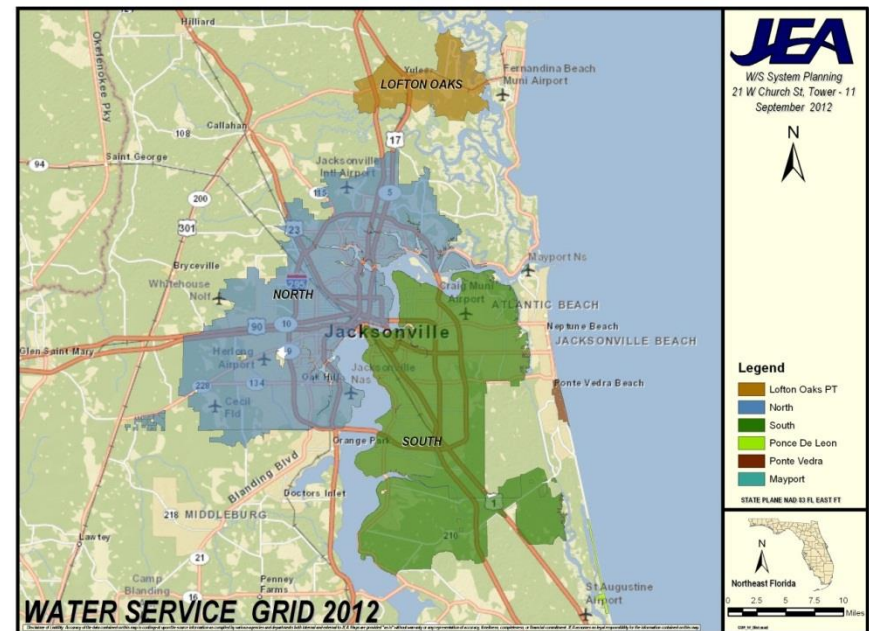 Hilliard
Okefenokee Pky
Yulee
LOFTON OAKS
Fernandina Beach
Muni Airport
108
Callahan
17
Saint George
94
Jacksonville
Intl Airport
115
5
200
301
23
Bryceville
Whitehouse
Nolf
NORTH
Mayport Ns
Craig Muni
Airport
ATLANTIC BEACH
90
10
Jacksonville
Neptune Beach
JACKSONVILLE BEACH
Glen Saint Mary
Herlong
Airport
9
Oak Hill
Jacksonville
Nas
228
134
Cecil
Fld
Ponte Vedra Beach
Orange Park
SOUTH
Blanding Blvd
Doctors Inlet
1
218
MIDDLEBURG
210
Lawtey
21
Camp
Blanding
16
Penney
Farms
St Augustine
Airport
WATER SERVICE GRID 2012
JEA
W/S System Planning
21 W Church St, Tower - 11
September 2012
N
Legend
Lofton Oaks PT
North
South
Ponce De Leon
Ponte Vedra
Mayport
STATE PLANE NAD 83 FL EAST FT
N
Northeast Florida
0
2.5
5
7.5
10
Miles